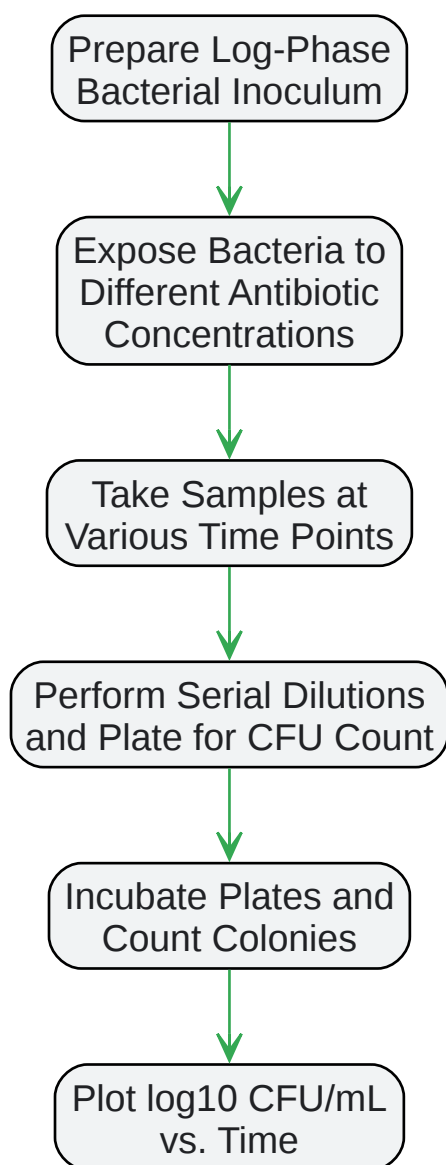 Prepare Log-Phase
Bacterial Inoculum
Expose Bacteria to
Different Antibiotic
Concentrations
Take Samples at
Various Time Points
Perform Serial Dilutions
and Plate for CFU Count
Incubate Plates and
Count Colonies
Plot log10 CFU/mL
vs. Time